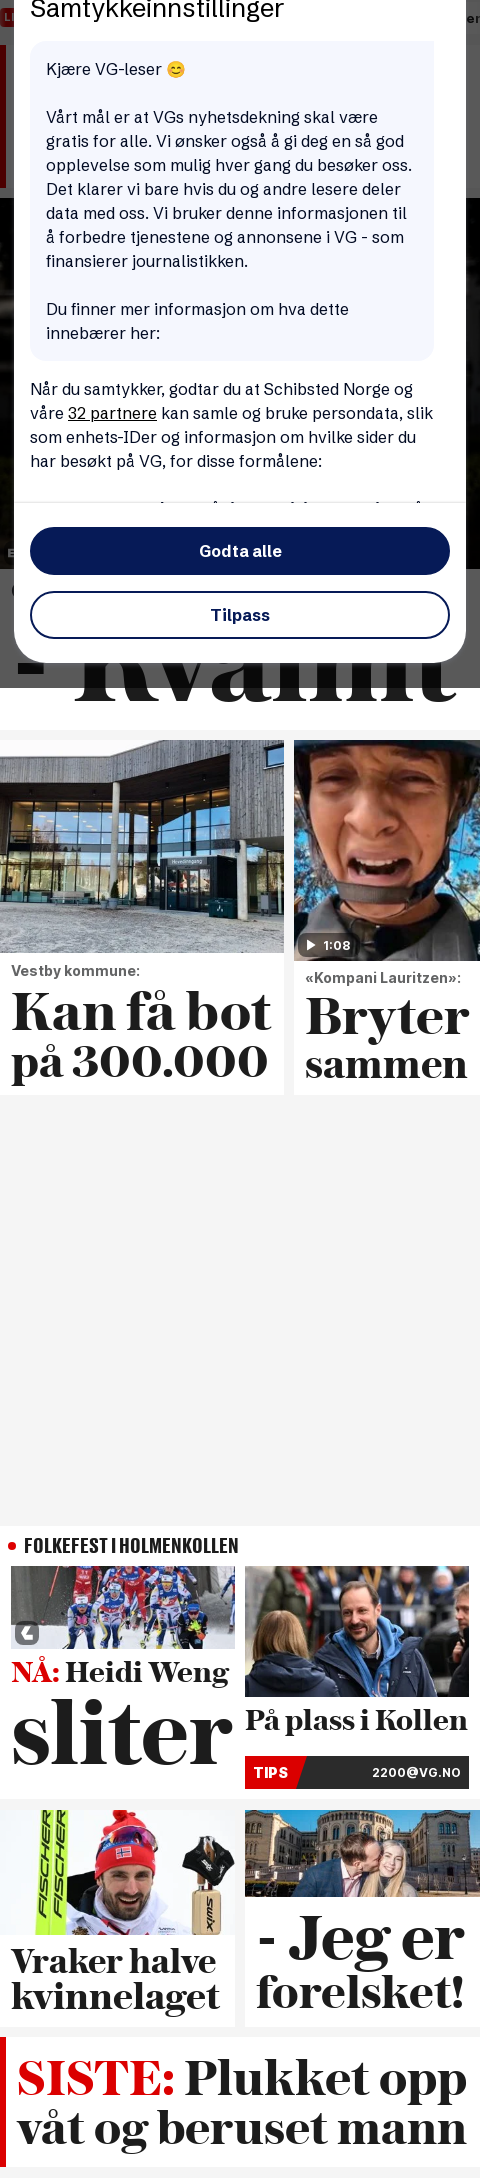 Samtykkeinnstillinger
Kjære VG-leser 😊
Vårt mål er at VGs nyhetsdekning skal være
gratis for alle. Vi ønsker også å gi deg en så god
opplevelse som mulig hver gang du besøker oss.
Det klarer vi bare hvis du og andre lesere deler
data med oss. Vi bruker denne informasjonen til
å forbedre tjenestene og annonsene i VG - som
finansierer journalistikken.
Du finner mer informasjon om hva dette
innebærer her:
Når du samtykker, godtar du at Schibsted Norge og
våre 32 partnere kan samle og bruke persondata, slik
som enhets-IDer og informasjon om hvilke sider du
har besøkt på VG, for disse formålene:
Godta alle
Tilpass
- kvalmt
Hovedinngang
1:08
Vestby kommune:
Kan få bot
på 300.000
«Kompani Lauritzen»:
Bryter
sammen
FOLKEFEST I HOLMENKOLLEN
NÅ: Heidi Weng
sliter
På plass i Kollen
TIPS 2200@VG.NO
FISCHER
FISCHER
SWIX
Vraker halve
kvinnelaget
- Jeg er
forelsket!
SISTE: Plukket opp
våt og beruset mann